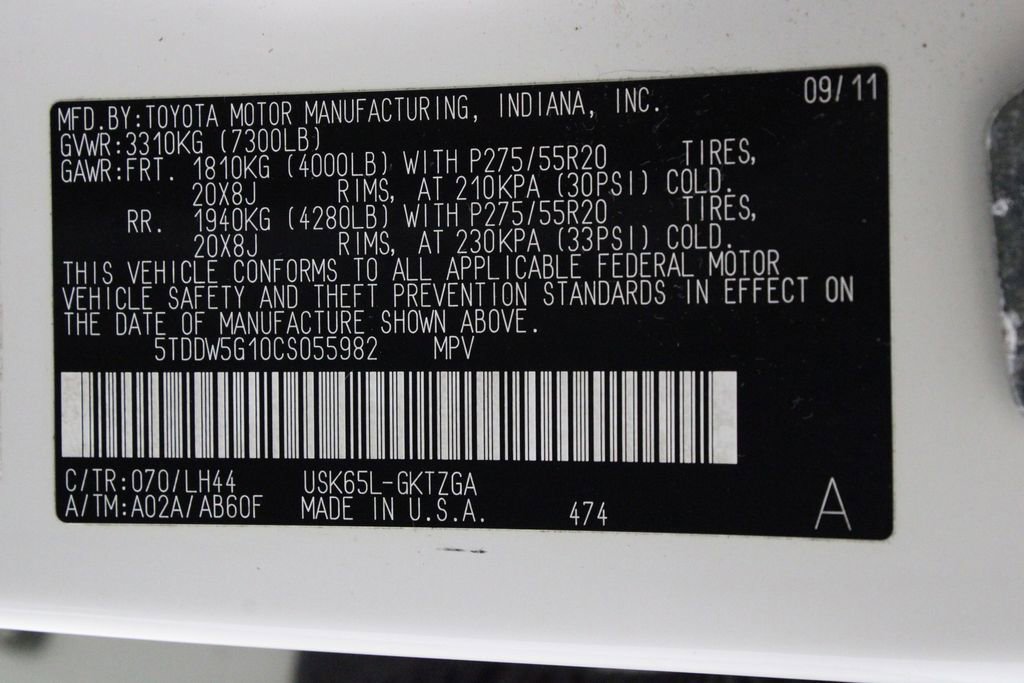 MFD.BY:TOYOTA MOTOR MANUFACTURING, INDIANA, INC. 09/11
GVWR:3310KG (7300LB)
GAWR:FRT. 1810KG (4000LB) WITH P275/55R20 TIRES,
20X8J RIMS, AT 210KPA (30PSI) COLD.
RR. 1940KG (4280LB) WITH P275/55R20 TIRES,
20X8J RIMS, AT 230KPA (33PSI) COLD.
THIS VEHICLE CONFORMS TO ALL APPLICABLE FEDERAL MOTOR
VEHICLE SAFETY AND THEFT PREVENTION STANDARDS IN EFFECT ON
THE DATE OF MANUFACTURE SHOWN ABOVE.
5TDDW5G10CS055982 MPV
C/TR:070/LH44 USK65L-GKTZGA
A/TM:A02A/AB60F MADE IN U.S.A. 474 A